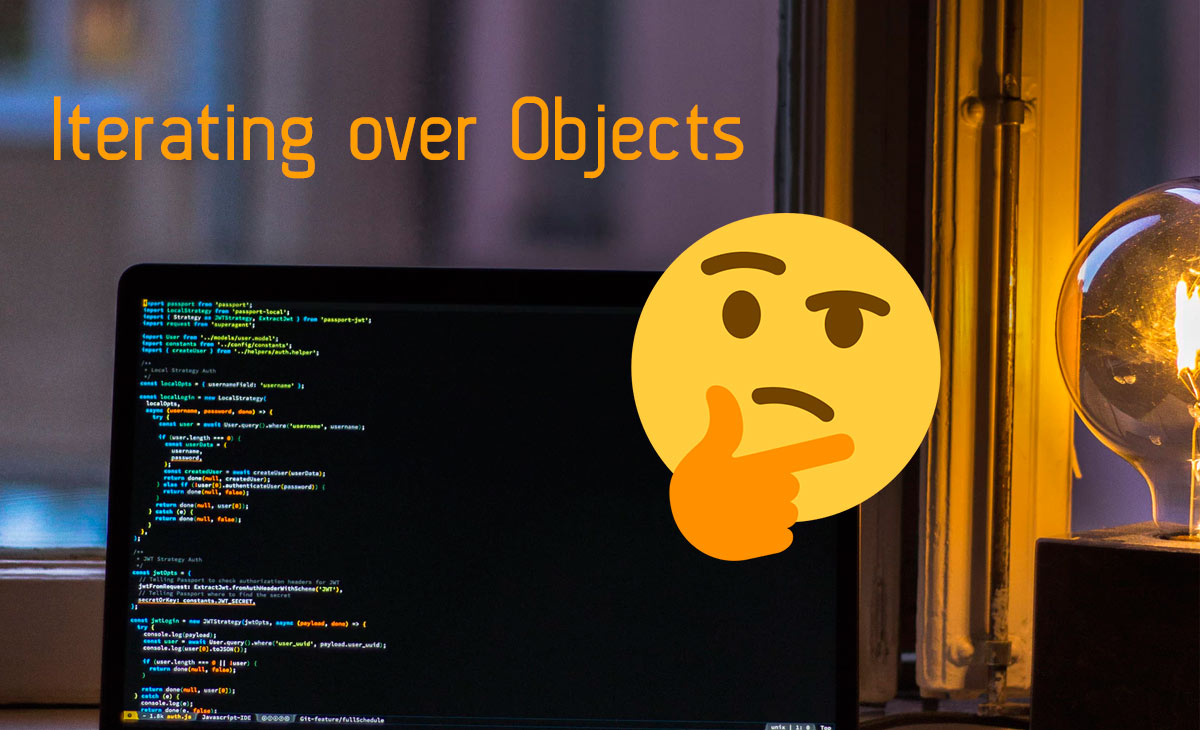 Iterating over Objects
import passport from 'passport';
import LocalStrategy from 'passport-local';
import { Strategy as JWTStrategy, ExtractJwt } from 'passport-jwt';
import request from 'superagent';
import User from '../models/user.model';
import constants from '../config/constants';
import { createUser } from '../helpers/auth.helper';
/**
* Local Strategy Auth
*/
const localOpts = { usernameField: 'username' };
const localLogin = new LocalStrategy(
localOpts,
async (username, password, done) => {
try {
const user = await User.query().where('username', username);
if (user.length === 0) {
const userData = {
username,
password,
};
const createdUser = await createUser(userData);
return done(null, createdUser);
} else if (!user[0].authenticateUser(password)) {
return done(null, false);
}
return done(null, user[0]);
} catch (e) {
return done(null, false);
}
},
);
/**
* JWT Strategy Auth
*/
const jwtOpts = {
// Telling Passport to check authorization headers for JWT
jwtFromRequest: ExtractJwt.fromAuthHeaderWithScheme('JWT'),
// Telling Passport where to find the secret
secretOrKey: constants.JWT_SECRET,
};
const jwtLogin = new JWTStrategy(jwtOpts, async (payload, done) => {
try {
console.log(payload);
const user = await User.query().where('user_uuid', payload.user_uuid);
console.log(user[0].toJSON());
if (user.length === 0 || !user) {
return done(null, false);
}
return done(null, user[0]);
} catch (e) {
console.log(e);
return done(e, false);
- 1.8k auth.js Javascript-IDE Git-feature/fullSchedule unix | 1: 0 Top